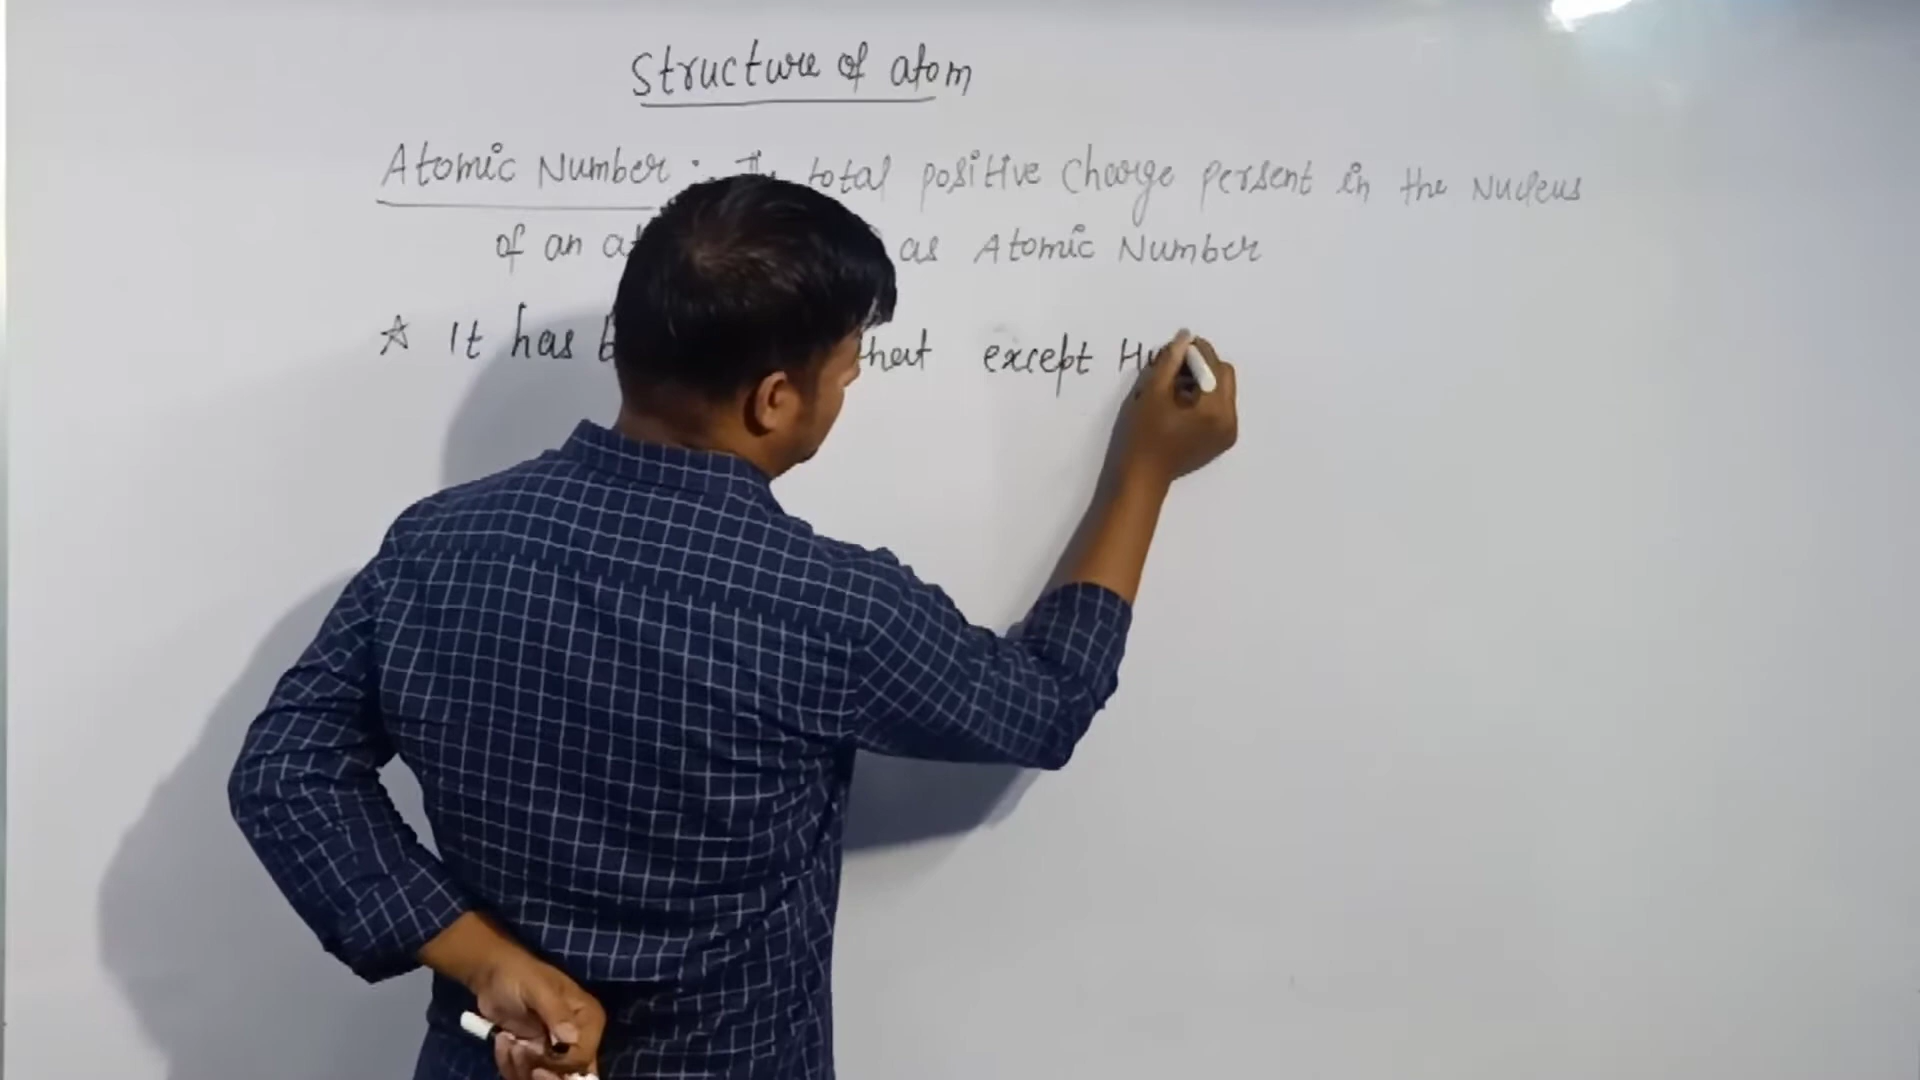 Structure of atom
Atomic Number :- The total positive Charge persent in the Nucleus
of an as Atomic Number
☆ It has that except